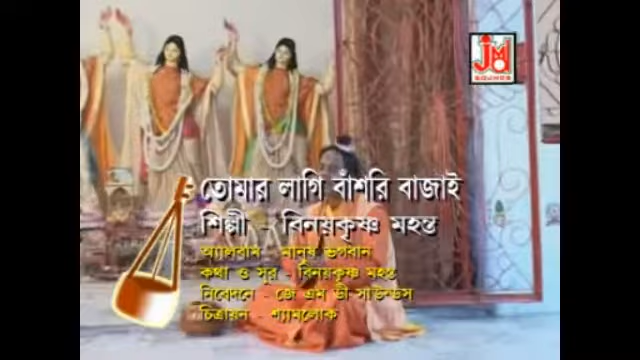 JMD
SOUNDS
তোমার লাগি বাঁশরি বাজাই
শিল্পী - বিনয়কৃষ্ণ মহন্ত
অ্যালবাম - মানুষ ভগবান
কথা ও সুর - বিনয়কৃষ্ণ মহন্ত
নিবেদনে - জে এম ডী সাউন্ডস
চিত্রায়ন - শ্যামলোক